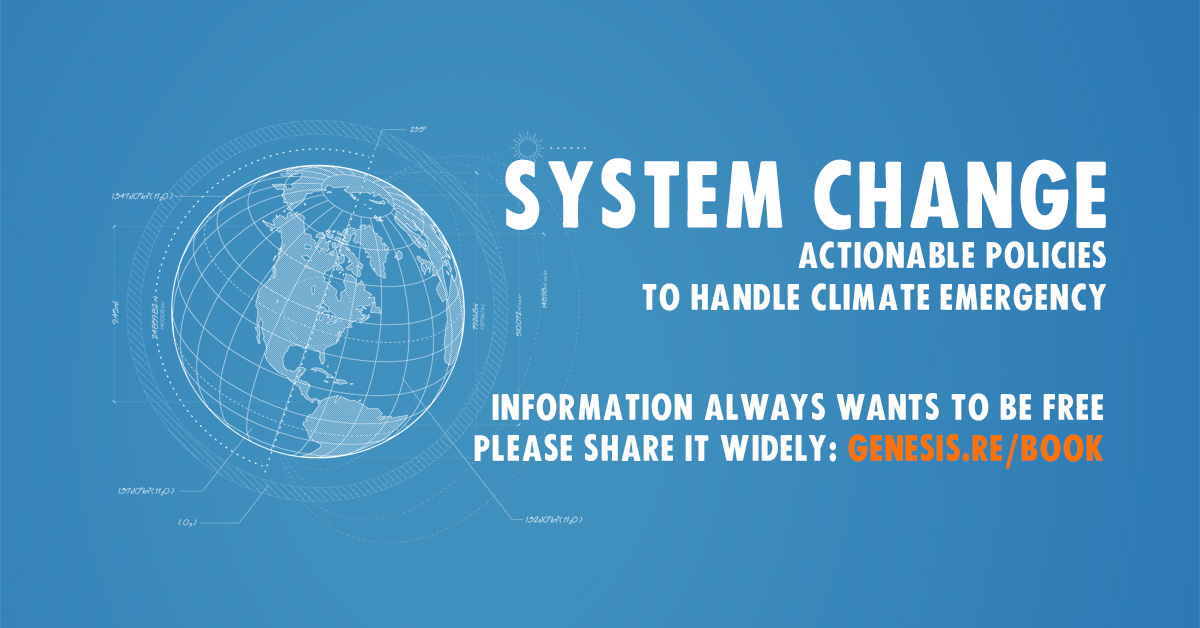 SYSTEM CHANGE
ACTIONABLE POLICIES
TO HANDLE CLIMATE EMERGENCY
INFORMATION ALWAYS WANTS TO BE FREE
PLEASE SHARE IT WIDELY: GENESIS.RE/BOOK
(O₃)